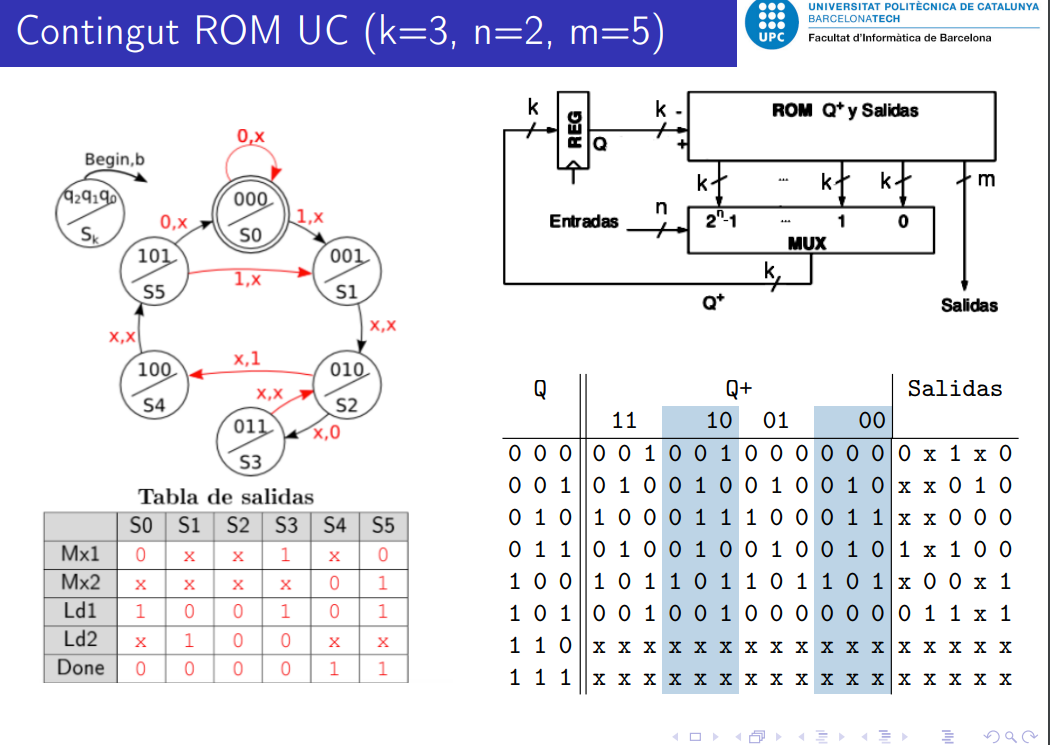 Contingut ROM UC (k=3, n=2, m=5)
UNIVERSITAT POLITÈCNICA DE CATALUNYA
BARCELONATECH
Facultat d'Informàtica de Barcelona
UPC
Begin,b
q2q1q0
Sk
0,x
000
S0
1,x
0,x
101
S5
1,x
001
S1
x,x
x,x
100
S4
x,1
010
S2
x,x
011
S3
x,0
k
REG
Q
k
-
+
ROM Q+ y Salidas
k
...
k
k
m
Entradas
n
2^n-1 ... 1 0
MUX
k
Q+
Salidas
Tabla de salidas
S0 S1 S2 S3 S4 S5
Mx1 0 x x 1 x 0
Mx2 x x x x 0 1
Ld1 1 0 0 1 0 1
Ld2 x 1 0 0 x x
Done 0 0 0 0 1 1
Q Q+ Salidas
11 10 01 00
0 0 0 0 0 1 0 0 1 0 0 0 0 0 0 0 x 1 x 0
0 0 1 0 1 0 0 1 0 0 1 0 0 1 0 x x 0 1 0
0 1 0 1 0 0 0 1 1 1 0 0 0 1 1 x x 0 0 0
0 1 1 0 1 0 0 1 0 0 1 0 0 1 0 1 x 1 0 0
1 0 0 1 0 1 1 0 1 1 0 1 1 0 1 x 0 0 x 1
1 0 1 0 0 1 0 0 1 0 0 0 0 0 0 0 1 1 x 1
1 1 0 x x x x x x x x x x x x x x x x x
1 1 1 x x x x x x x x x x x x x x x x x